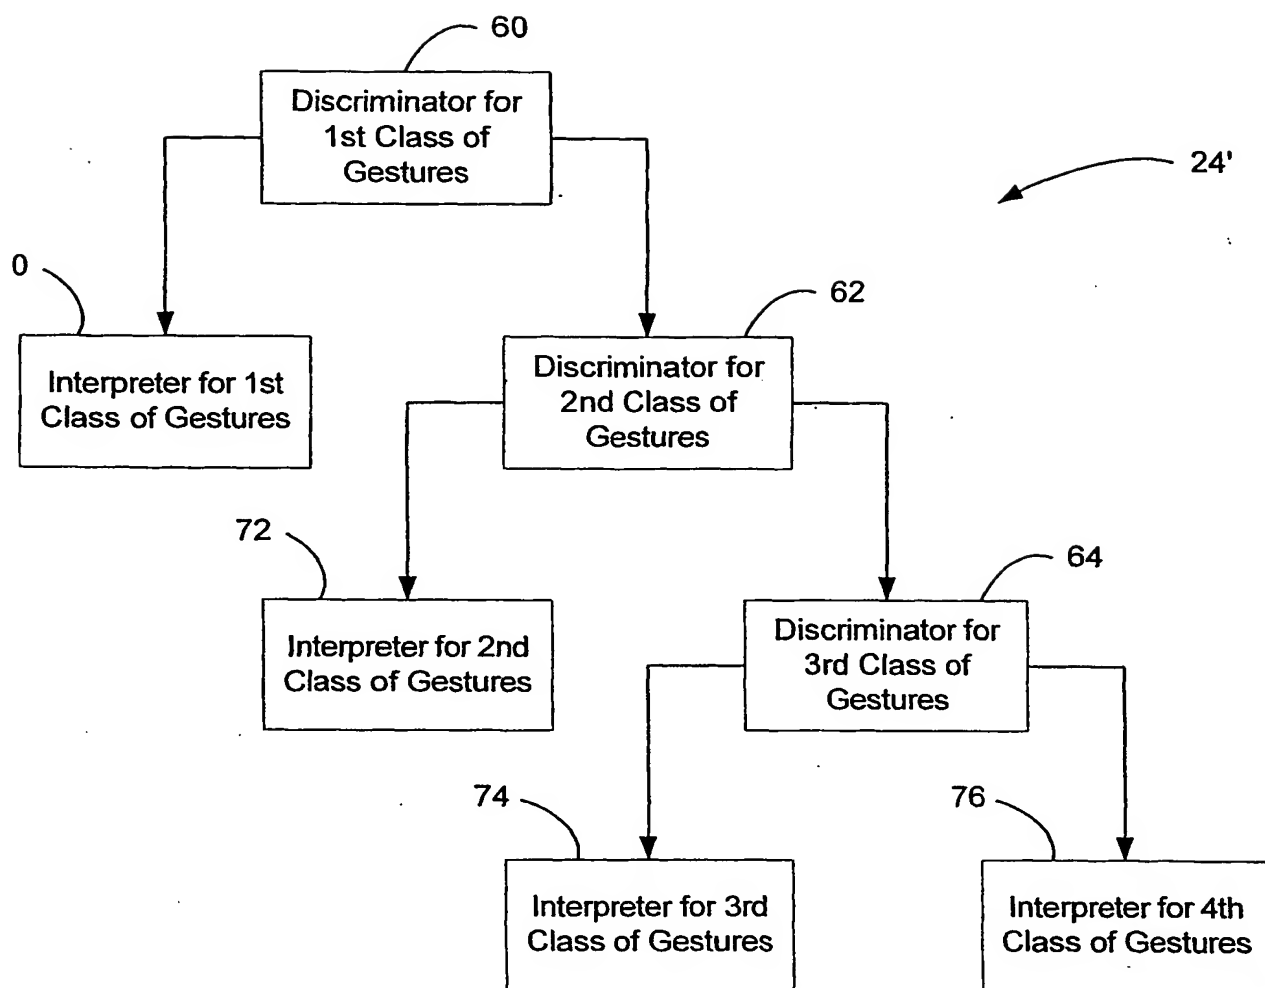 60
Discriminator for
1st Class of
Gestures
24'
0
62
Interpreter for 1st
Class of Gestures
Discriminator for
2nd Class of
Gestures
72
64
Interpreter for 2nd
Class of Gestures
Discriminator for
3rd Class of
Gestures
74
76
Interpreter for 3rd
Class of Gestures
Interpreter for 4th
Class of Gestures